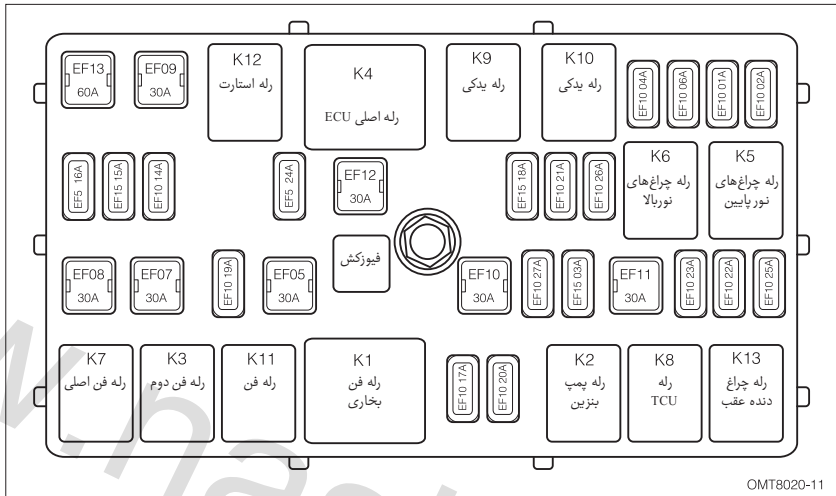 EF13
60A
EF09
30A
K12
رله استارت
K4
رله اصلی ECU
K9
رله یدکی
K10
رله یدکی
EF10 04A
EF10 06A
EF10 01A
EF10 02A
EF5 16A
EF15 15A
EF10 14A
EF5 24A
EF12
30A
EF15 18A
EF10 21A
EF10 26A
K6
رله چراغ‌های
نوربالا
K5
رله چراغ‌های
نورپایین
فیوزکش
EF08
30A
EF07
30A
EF10 19A
EF05
30A
EF10
30A
EF10 27A
EF15 03A
EF11
30A
EF10 23A
EF10 22A
EF10 25A
K7
رله فن اصلی
K3
رله فن دوم
K11
رله فن
K1
رله فن
بخاری
EF10 17A
EF10 20A
K2
رله پمپ
بنزین
K8
رله
TCU
K13
رله چراغ
دنده عقب
OMT8020-11